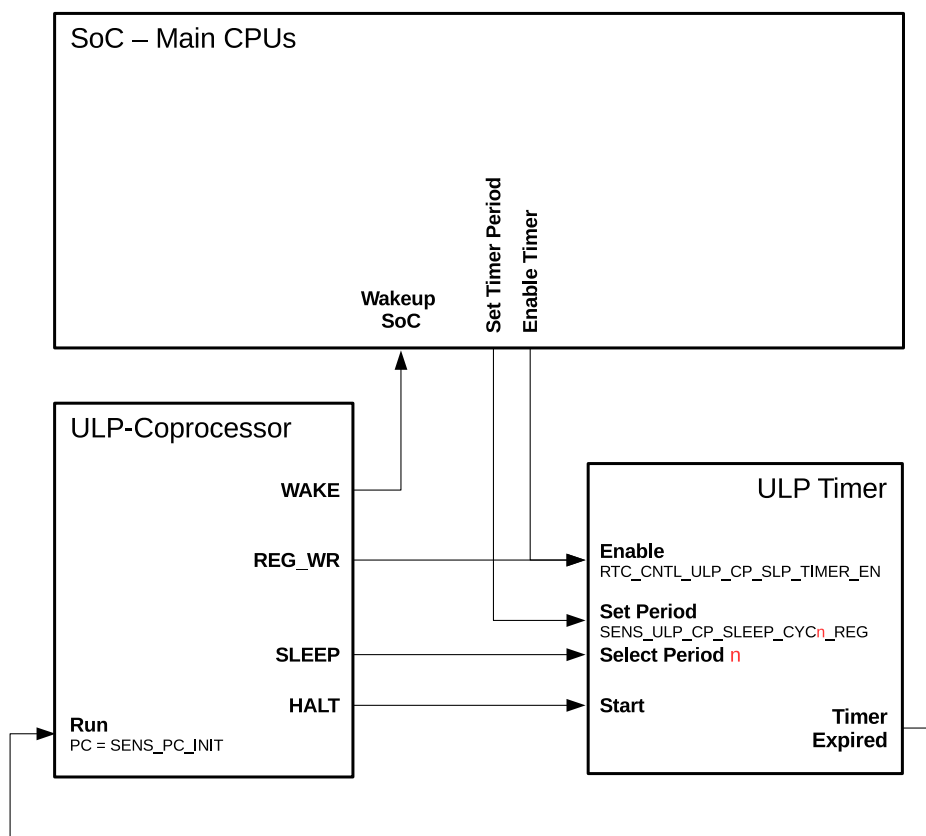 SoC – Main CPUs
Set Timer Period
Enable Timer
Wakeup
SoC
ULP-Coprocessor
WAKE
REG_WR
SLEEP
HALT
Run
PC = SENS_PC_INIT
ULP Timer
Enable
RTC_CNTL_ULP_CP_SLP_TIMER_EN
Set Period
SENS_ULP_CP_SLEEP_CYCn_REG
Select Period n
Start
Timer
Expired